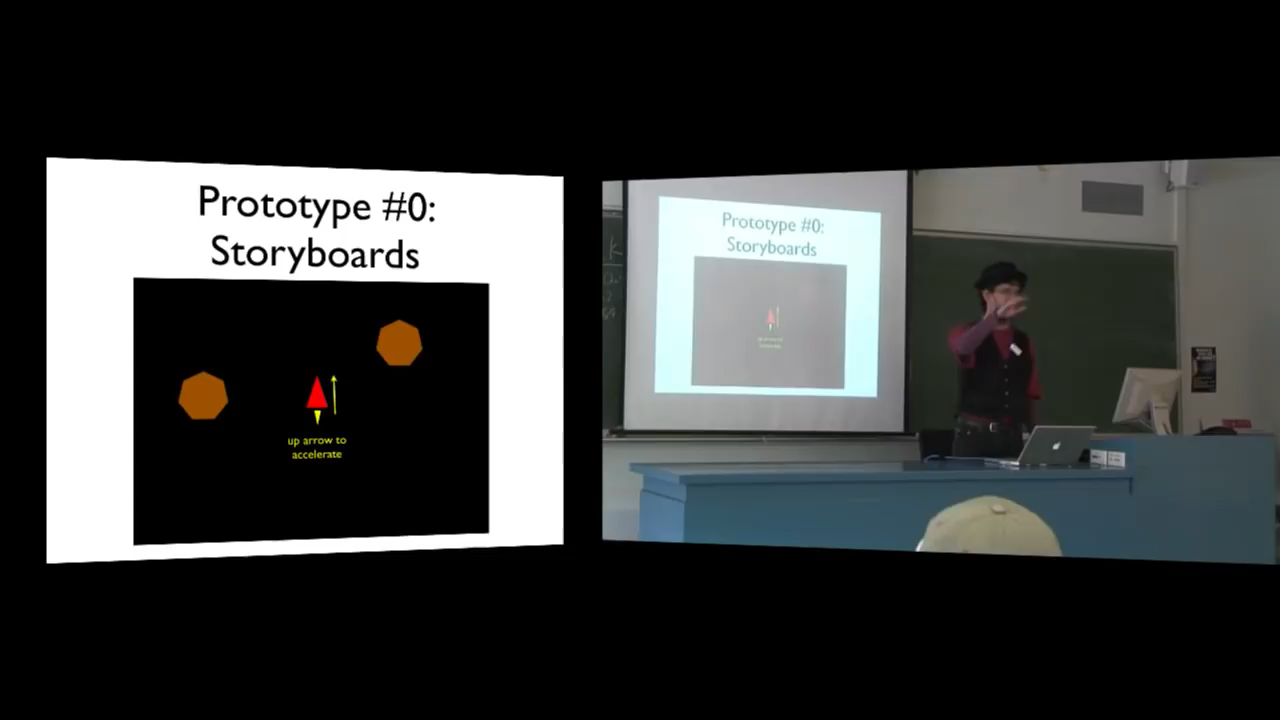 Prototype #0:
Storyboards
up arrow to
accelerate
Prototype #0:
Storyboards